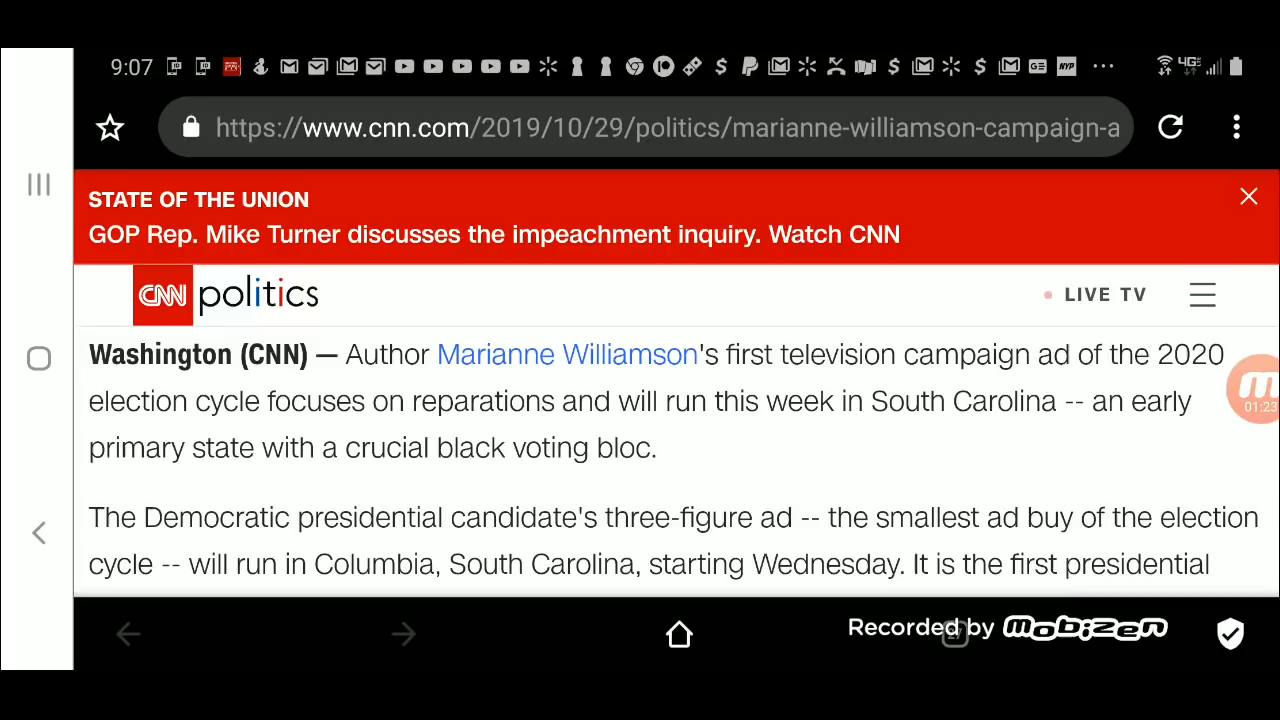 9:07
https://www.cnn.com/2019/10/29/politics/marianne-williamson-campaign-a
STATE OF THE UNION
GOP Rep. Mike Turner discusses the impeachment inquiry. Watch CNN
CNN politics
LIVE TV
Washington (CNN) — Author Marianne Williamson's first television campaign ad of the 2020
election cycle focuses on reparations and will run this week in South Carolina -- an early
01:23
primary state with a crucial black voting bloc.
The Democratic presidential candidate's three-figure ad -- the smallest ad buy of the election
cycle -- will run in Columbia, South Carolina, starting Wednesday. It is the first presidential
Recorded by mobizen